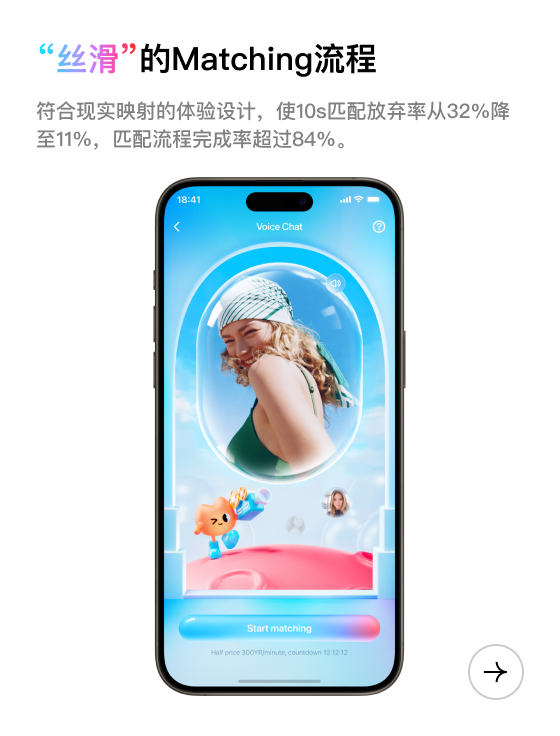 “丝滑”的Matching流程
符合现实映射的体验设计，使10s匹配放弃率从32%降
至11%，匹配流程完成率超过84%。
18:41
Voice Chat
Start matching
Half price 300YR/minute, countdown 12:12:12